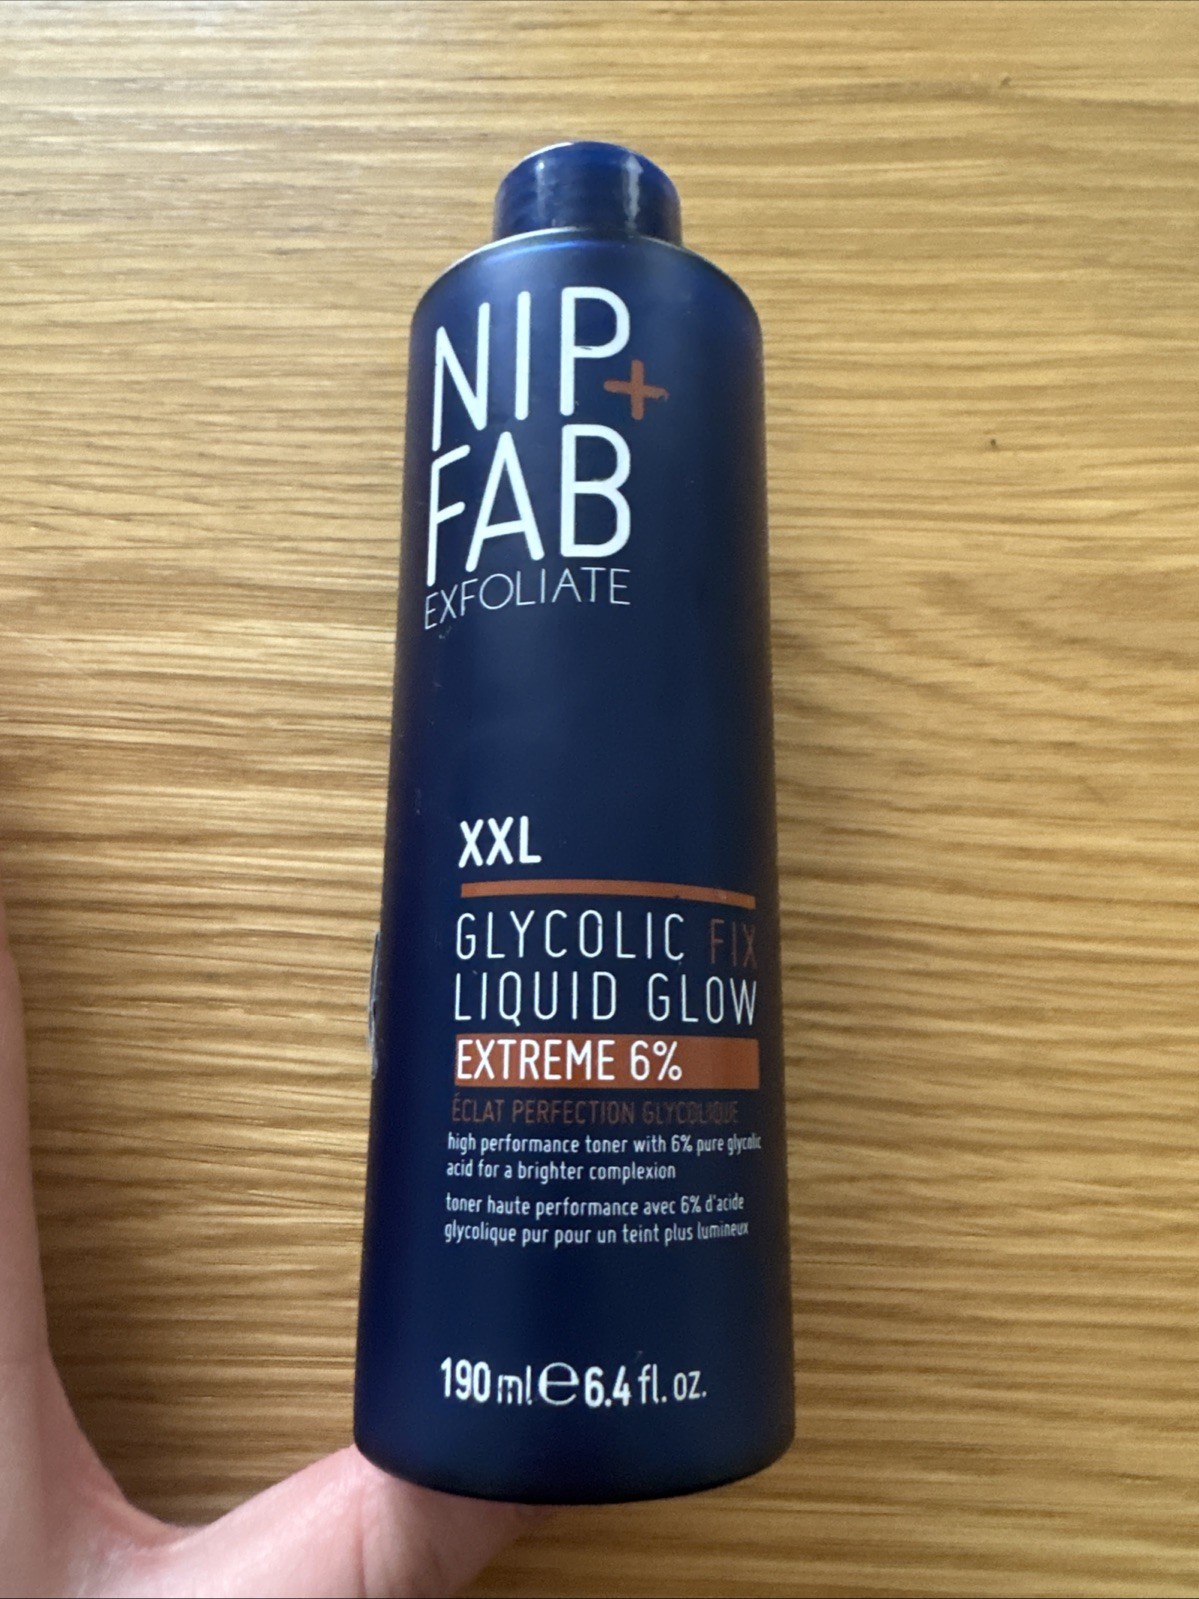 NIP+
FAB
EXFOLIATE
XXL
GLYCOLIC FIX
LIQUID GLOW
EXTREME 6%
ÉCLAT PERFECTION GLYCOLIQUE
high performance toner with 6% pure glycolic
acid for a brighter complexion
toner haute performance avec 6% d'acide
glycolique pur pour un teint plus lumineux
190 ml e 6.4 fl. oz.